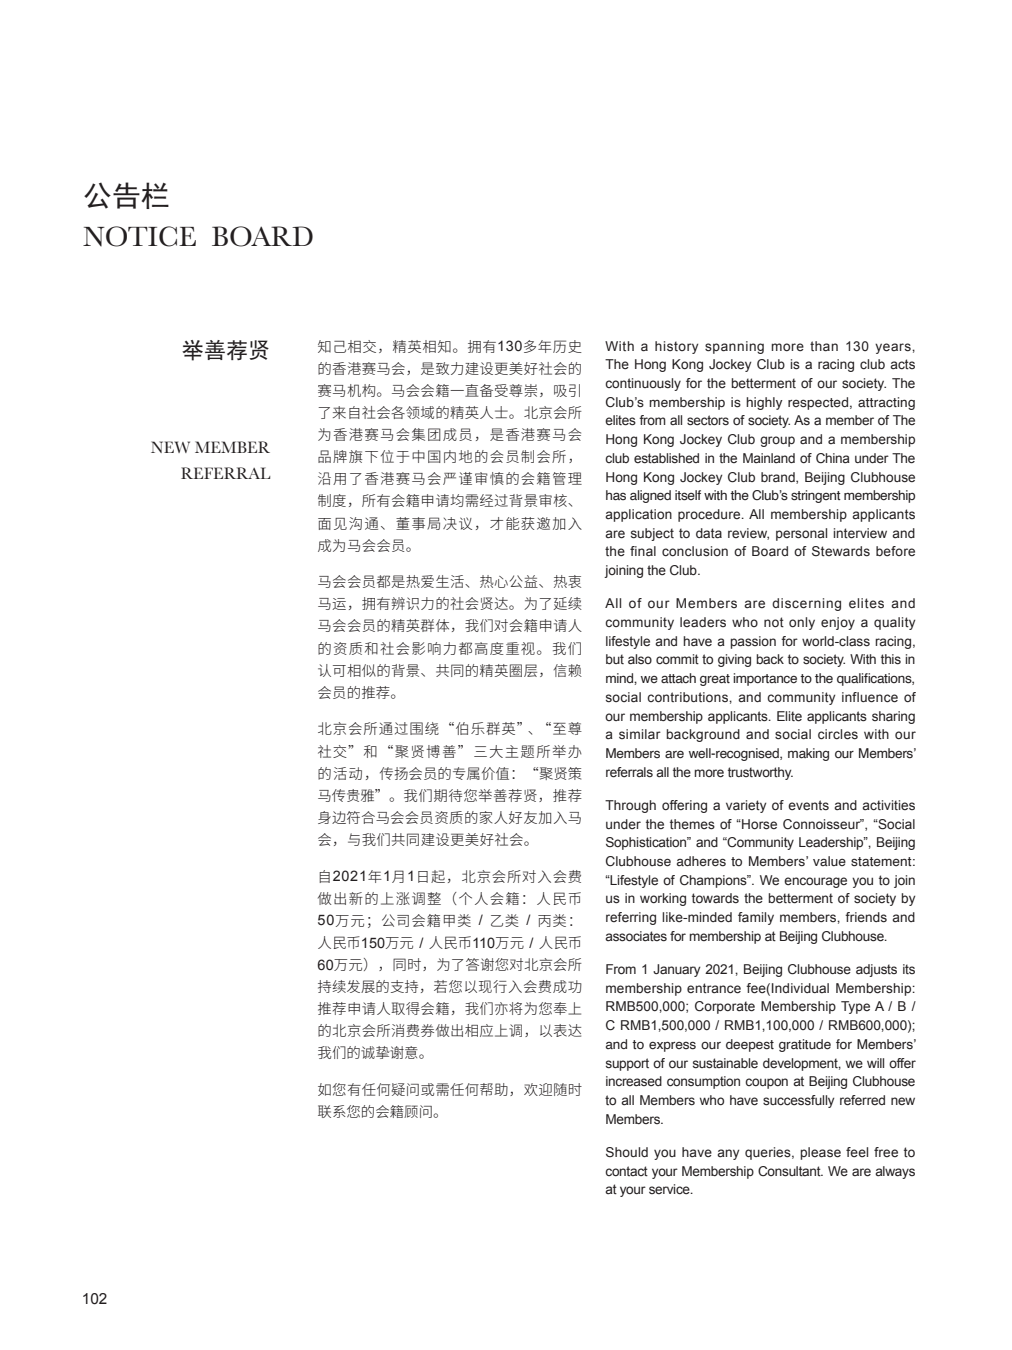 公告栏
NOTICE BOARD
举善荐贤
NEW MEMBER
REFERRAL
知己相交，精英相知。拥有130多年历史
的香港赛马会，是致力建设更美好社会的
赛马机构。马会会籍一直备受尊崇，吸引
了来自社会各领域的精英人士。北京会所
为香港赛马会集团成员，是香港赛马会
品牌旗下位于中国内地的会员制会所，
沿用了香港赛马会严谨审慎的会籍管理
制度，所有会籍申请均需经过背景审核、
面见沟通、董事局决议，才能获邀加入
成为马会会员。
马会会员都是热爱生活、热心公益、热衷
马运，拥有辨识力的社会贤达。为了延续
马会会员的精英群体，我们对会籍申请人
的资质和社会影响力都高度重视。我们
认可相似的背景、共同的精英圈层，信赖
会员的推荐。
北京会所通过围绕“伯乐群英”、“至尊
社交”和“聚贤博善”三大主题所举办
的活动，传扬会员的专属价值：“聚贤策
马传贵雅”。我们期待您举善荐贤，推荐
身边符合马会会员资质的家人好友加入马
会，与我们共同建设更美好社会。
自2021年1月1日起，北京会所对入会费
做出新的上涨调整（个人会籍：人民币
50万元；公司会籍甲类 / 乙类 / 丙类：
人民币150万元 / 人民币110万元 / 人民币
60万元），同时，为了答谢您对北京会所
持续发展的支持，若您以现行入会费成功
推荐申请人取得会籍，我们亦将为您奉上
的北京会所消费券做出相应上调，以表达
我们的诚挚谢意。
如您有任何疑问或需任何帮助，欢迎随时
联系您的会籍顾问。
With a history spanning more than 130 years,
The Hong Kong Jockey Club is a racing club acts
continuously for the betterment of our society. The
Club’s membership is highly respected, attracting
elites from all sectors of society. As a member of The
Hong Kong Jockey Club group and a membership
club established in the Mainland of China under The
Hong Kong Jockey Club brand, Beijing Clubhouse
has aligned itself with the Club’s stringent membership
application procedure. All membership applicants
are subject to data review, personal interview and
the final conclusion of Board of Stewards before
joining the Club.
All of our Members are discerning elites and
community leaders who not only enjoy a quality
lifestyle and have a passion for world-class racing,
but also commit to giving back to society. With this in
mind, we attach great importance to the qualifications,
social contributions, and community influence of
our membership applicants. Elite applicants sharing
a similar background and social circles with our
Members are well-recognised, making our Members’
referrals all the more trustworthy.
Through offering a variety of events and activities
under the themes of “Horse Connoisseur”, “Social
Sophistication” and “Community Leadership”, Beijing
Clubhouse adheres to Members’ value statement:
“Lifestyle of Champions”. We encourage you to join
us in working towards the betterment of society by
referring like-minded family members, friends and
associates for membership at Beijing Clubhouse.
From 1 January 2021, Beijing Clubhouse adjusts its
membership entrance fee(Individual Membership:
RMB500,000; Corporate Membership Type A / B /
C RMB1,500,000 / RMB1,100,000 / RMB600,000);
and to express our deepest gratitude for Members’
support of our sustainable development, we will offer
increased consumption coupon at Beijing Clubhouse
to all Members who have successfully referred new
Members.
Should you have any queries, please feel free to
contact your Membership Consultant. We are always
at your service.
102